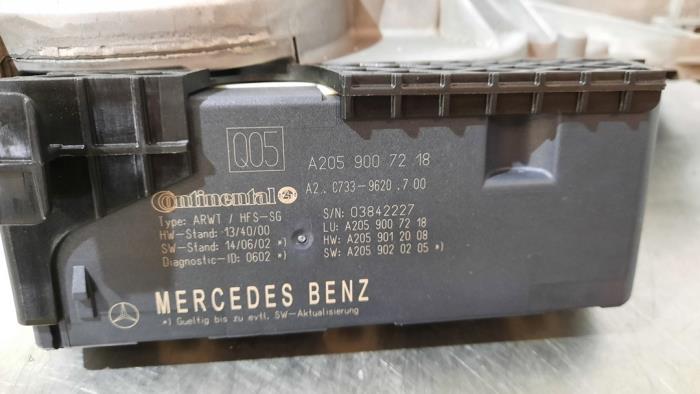 Q05
A205 900 72 18
A2.. C733-9620 .7 00
Continental
Type: ARWT / HFS-SG
HW-Stand: 13/40/00
SW-Stand: 14/06/02 *)
Diagnostic-ID: 0602 *)
S/N: 03842227
LU: A205 900 72 18
HW: A205 901 20 08
SW: A205 902 02 05 *)
MERCEDES BENZ
*) Gueltig bis zu evtl. SW-Aktualisierung